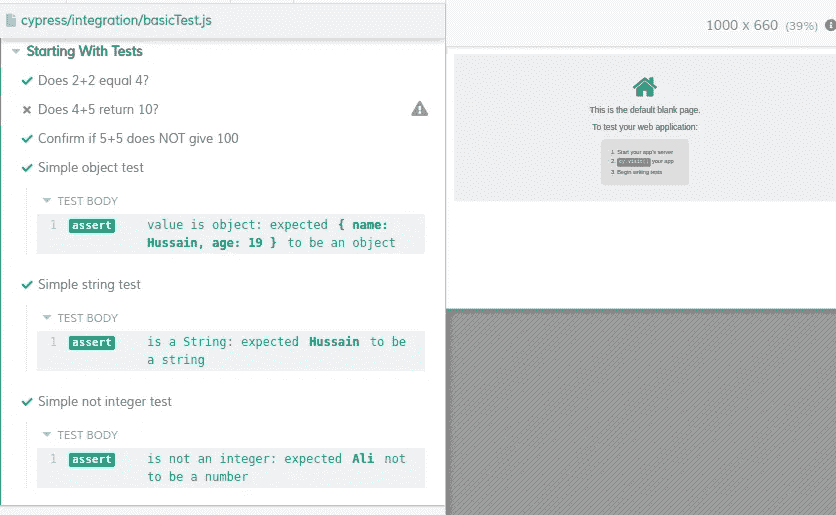 cypress/integration/basicTest.js
Starting With Tests
Does 2+2 equal 4?
Does 4+5 return 10?
Confirm if 5+5 does NOT give 100
Simple object test
TEST BODY
1 assert value is object: expected { name:
Hussain, age: 19 } to be an object
Simple string test
TEST BODY
1 assert is a String: expected Hussain to be
a string
Simple not integer test
TEST BODY
1 assert is not an integer: expected Ali not
to be a number
1000 x 660 (39%)
This is the default blank page.
To test your web application:
1. Start your app's server
2. cy.visit() your app
3. Begin writing tests